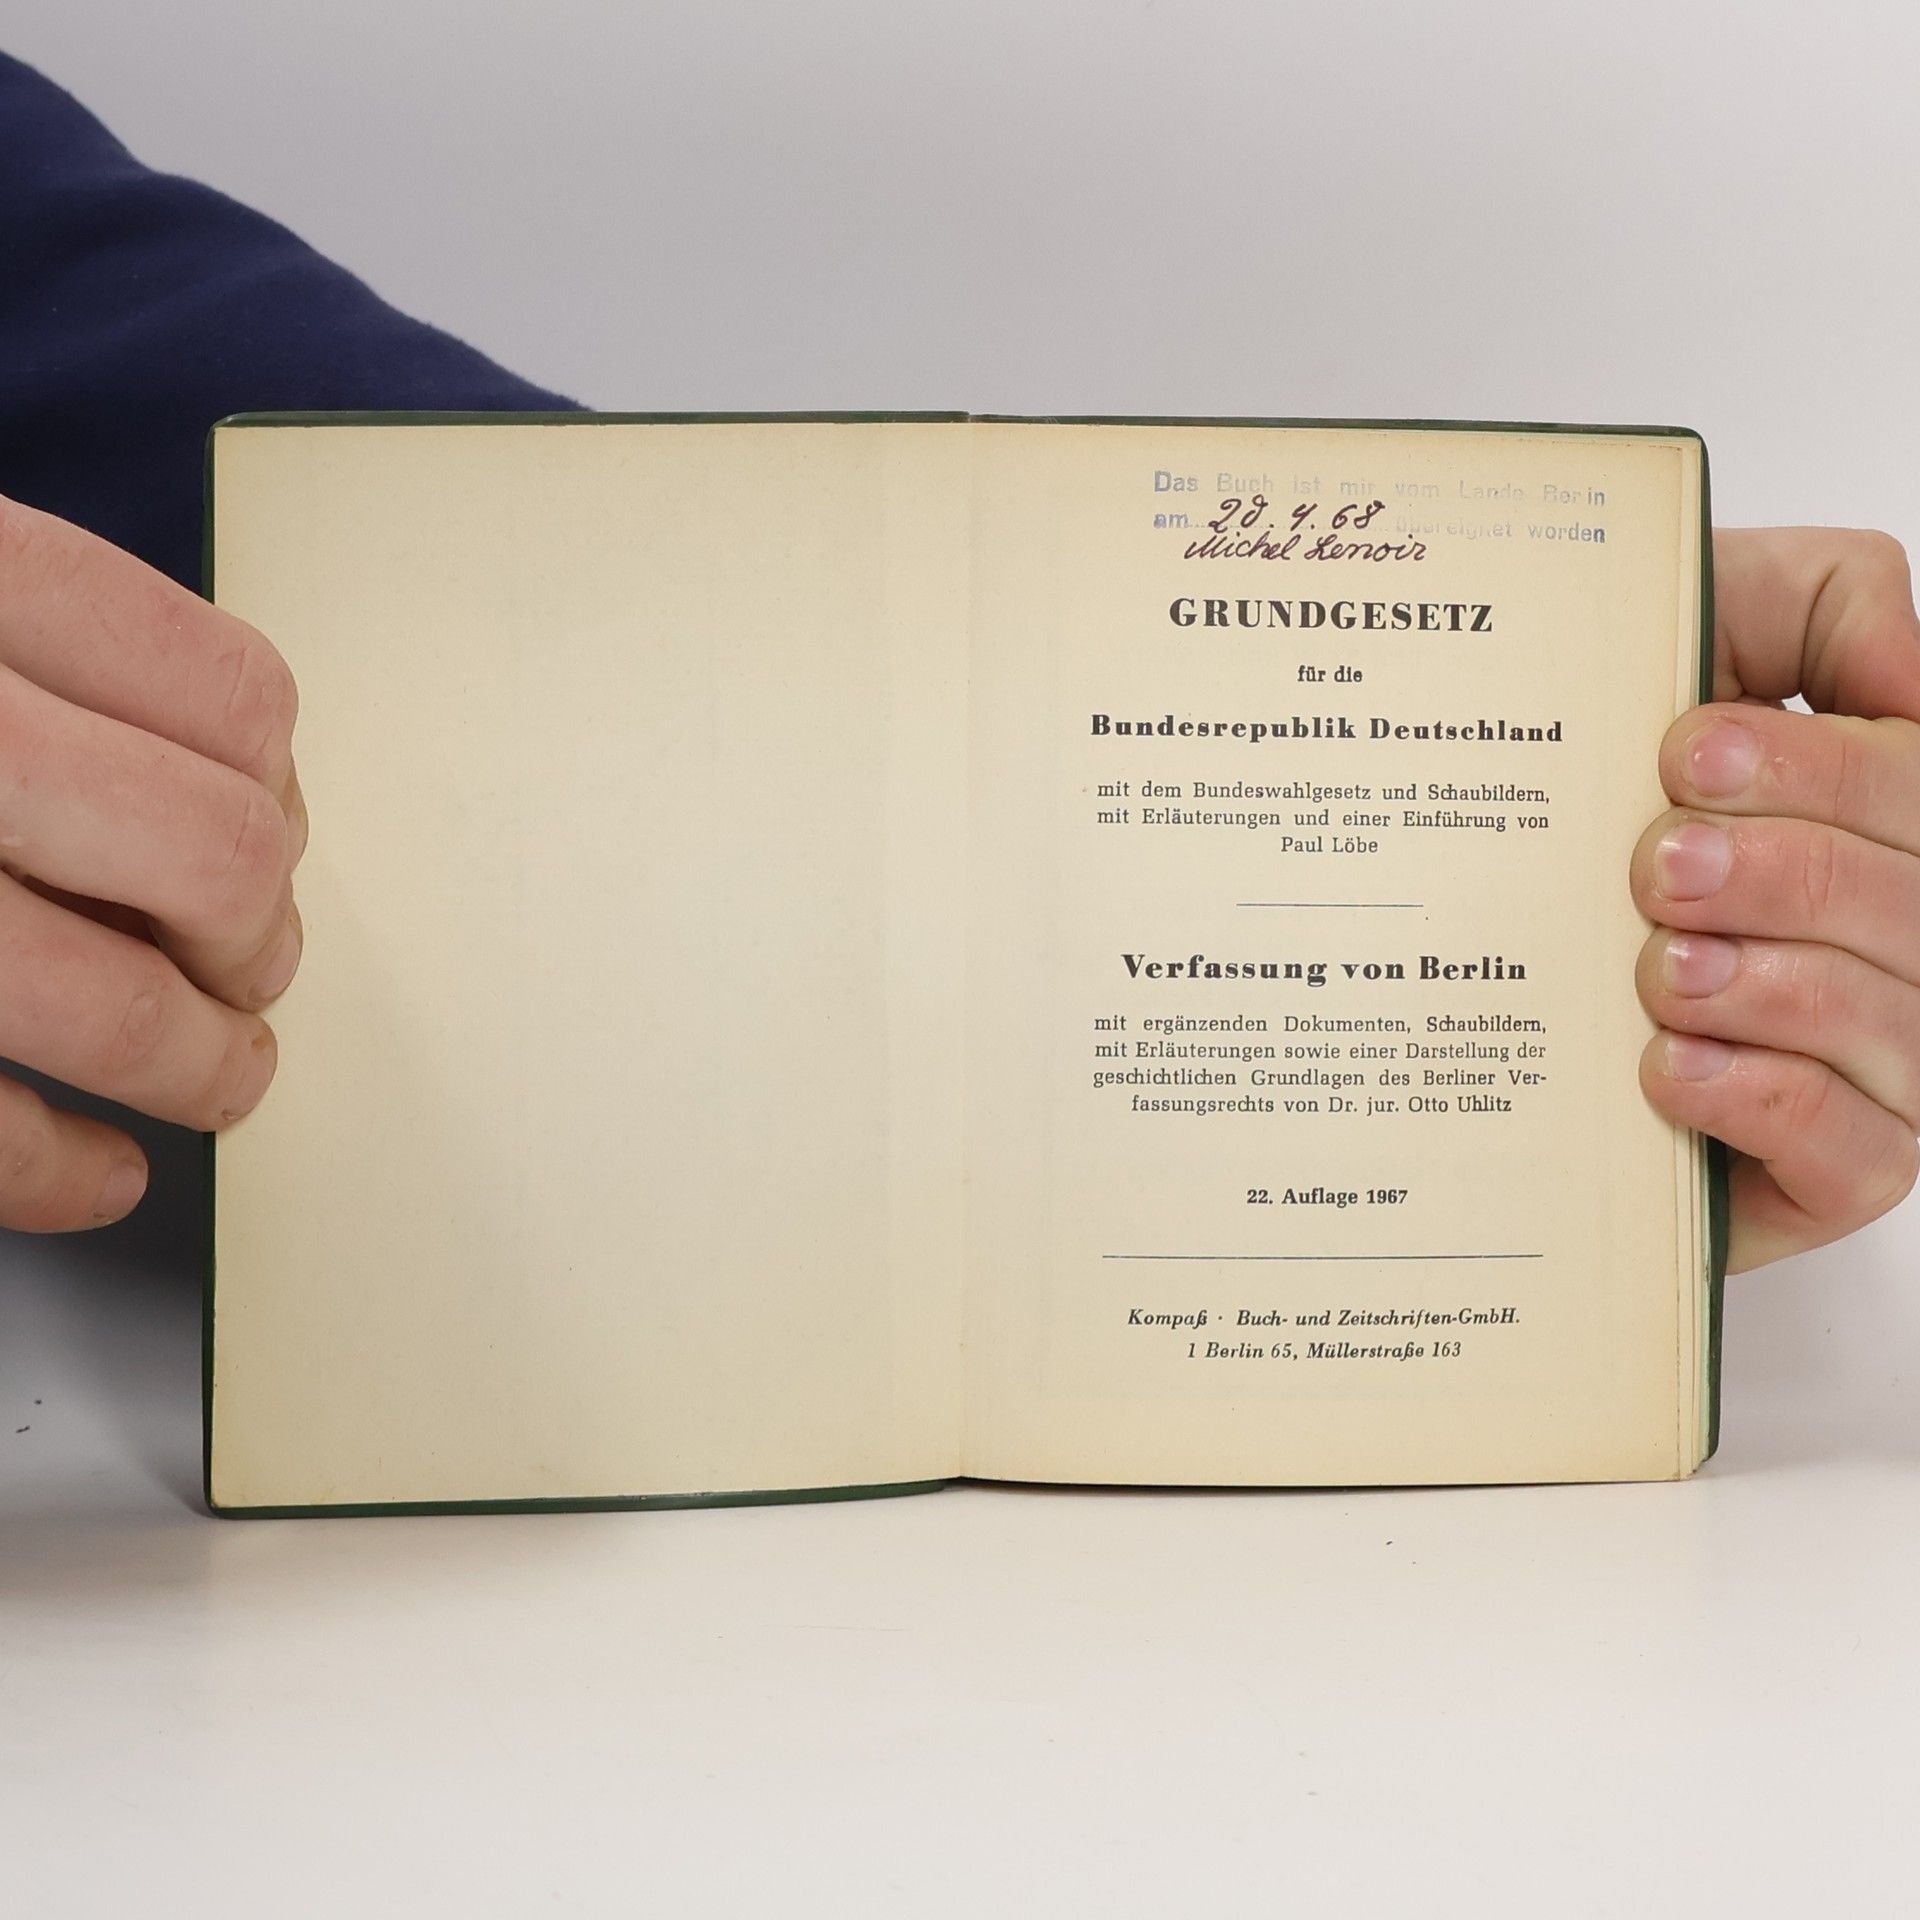 Das Buch ist mir vom Lande Berlin
am 28. 4. 68 übereignet worden
Michel Lenoir
GRUNDGESETZ
für die
Bundesrepublik Deutschland
mit dem Bundeswahlgesetz und Schaubildern,
mit Erläuterungen und einer Einführung von
Paul Löbe
Verfassung von Berlin
mit ergänzenden Dokumenten, Schaubildern,
mit Erläuterungen sowie einer Darstellung der
geschichtlichen Grundlagen des Berliner Ver-
fassungsrechts von Dr. jur. Otto Uhlitz
22. Auflage 1967
Kompaß · Buch- und Zeitschriften-GmbH.
1 Berlin 65, Müllerstraße 163